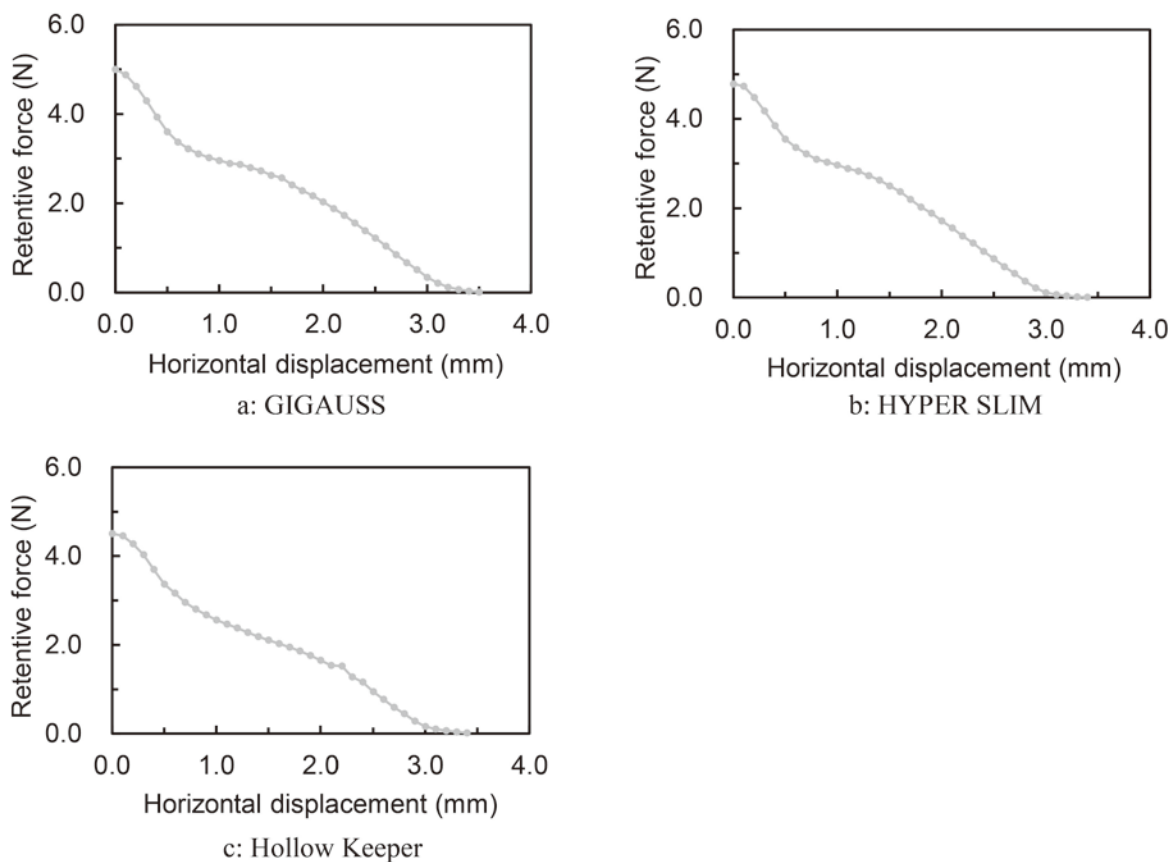 Retentive force (N)
6.0
4.0
2.0
0.0
0.0 1.0 2.0 3.0 4.0
Horizontal displacement (mm)
a: GIGAUSS
Retentive force (N)
6.0
4.0
2.0
0.0
0.0 1.0 2.0 3.0 4.0
Horizontal displacement (mm)
b: HYPER SLIM
Retentive force (N)
6.0
4.0
2.0
0.0
0.0 1.0 2.0 3.0 4.0
Horizontal displacement (mm)
c: Hollow Keeper